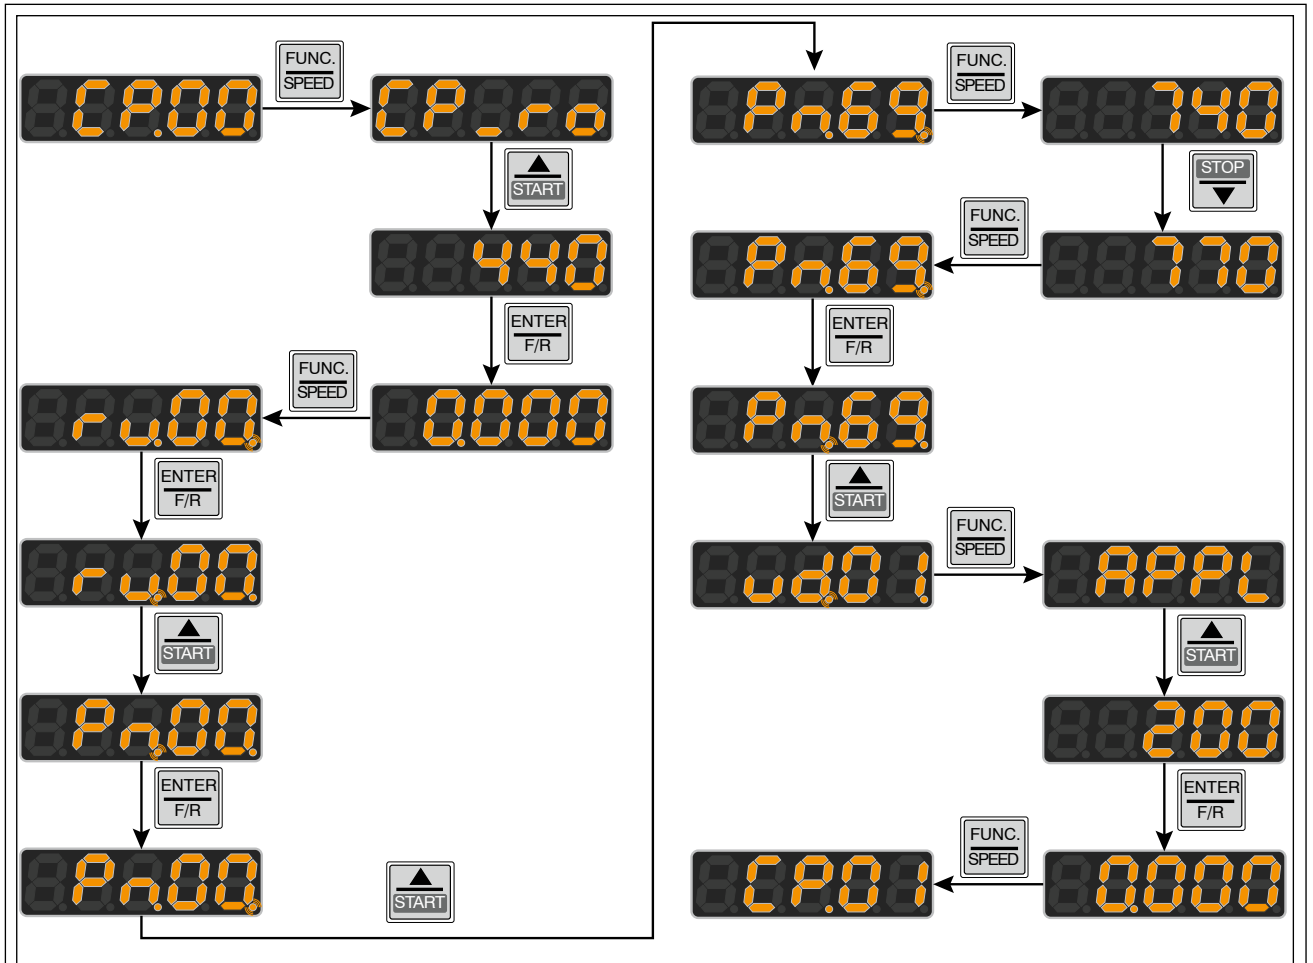 CP.00
FUNC.
SPEED
CP_ro
START
440
ENTER
F/R
0.000
FUNC.
SPEED
ru.00.
ENTER
F/R
ru.00.
START
Pn.00.
ENTER
F/R
Pn.00.
START
Pn.69.
FUNC.
SPEED
740
STOP
770
FUNC.
SPEED
Pn.69.
ENTER
F/R
Pn.69.
START
ud.01.
FUNC.
SPEED
APPL
START
200
ENTER
F/R
0.000
FUNC.
SPEED
CP.01